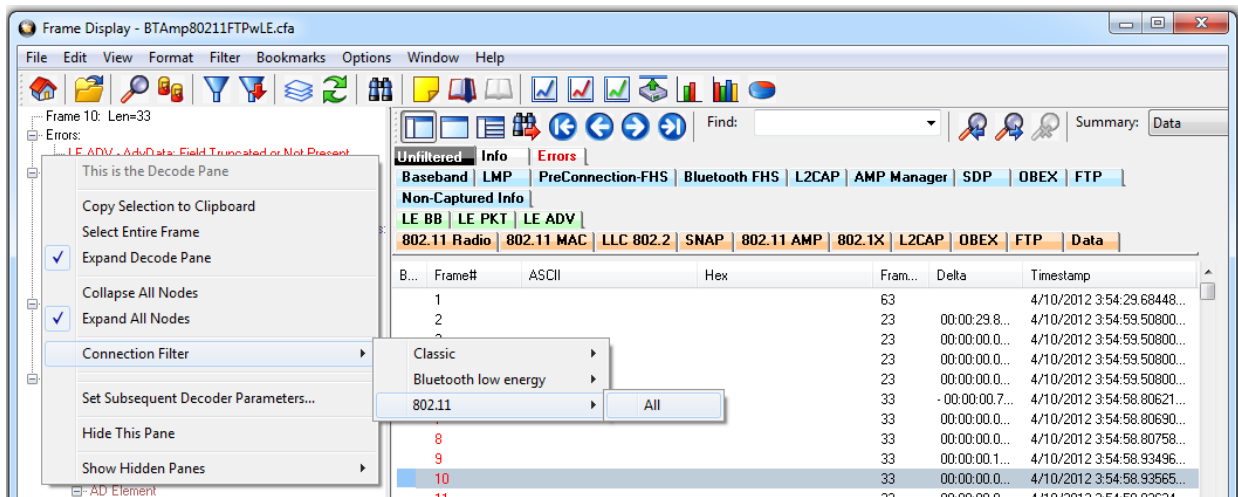 Frame Display - BTAmp80211FTPwLE.cfa
File Edit View Format Filter Bookmarks Options Window Help
Frame 10: Len=33
Errors:
LE ADV - AdvData: Field Truncated or Not Present
Find:
Summary: Data
Unfiltered Info Errors
Baseband LMP PreConnection-FHS Bluetooth FHS L2CAP AMP Manager SDP OBEX FTP
Non-Captured Info
LE BB LE PKT LE ADV
802.11 Radio 802.11 MAC LLC 802.2 SNAP 802.11 AMP 802.1X L2CAP OBEX FTP Data
This is the Decode Pane
Copy Selection to Clipboard
Select Entire Frame
Expand Decode Pane
Collapse All Nodes
Expand All Nodes
Connection Filter
Set Subsequent Decoder Parameters...
Hide This Pane
Show Hidden Panes
AD Element
Classic
Bluetooth low energy
802.11
All
B... Frame# ASCII Hex Fram... Delta Timestamp
1 63 4/10/2012 3:54:29.68448...
2 23 00:00:29.8... 4/10/2012 3:54:59.50800...
23 00:00:00.0... 4/10/2012 3:54:59.50800...
23 00:00:00.0... 4/10/2012 3:54:59.50800...
23 00:00:00.0... 4/10/2012 3:54:59.50800...
33 - 00:00:00.7... 4/10/2012 3:54:58.80621...
33 00:00:00.0... 4/10/2012 3:54:58.80690...
8 33 00:00:00.0... 4/10/2012 3:54:58.80758...
9 33 00:00:00.1... 4/10/2012 3:54:58.93496...
10 33 00:00:00.0... 4/10/2012 3:54:58.93565...